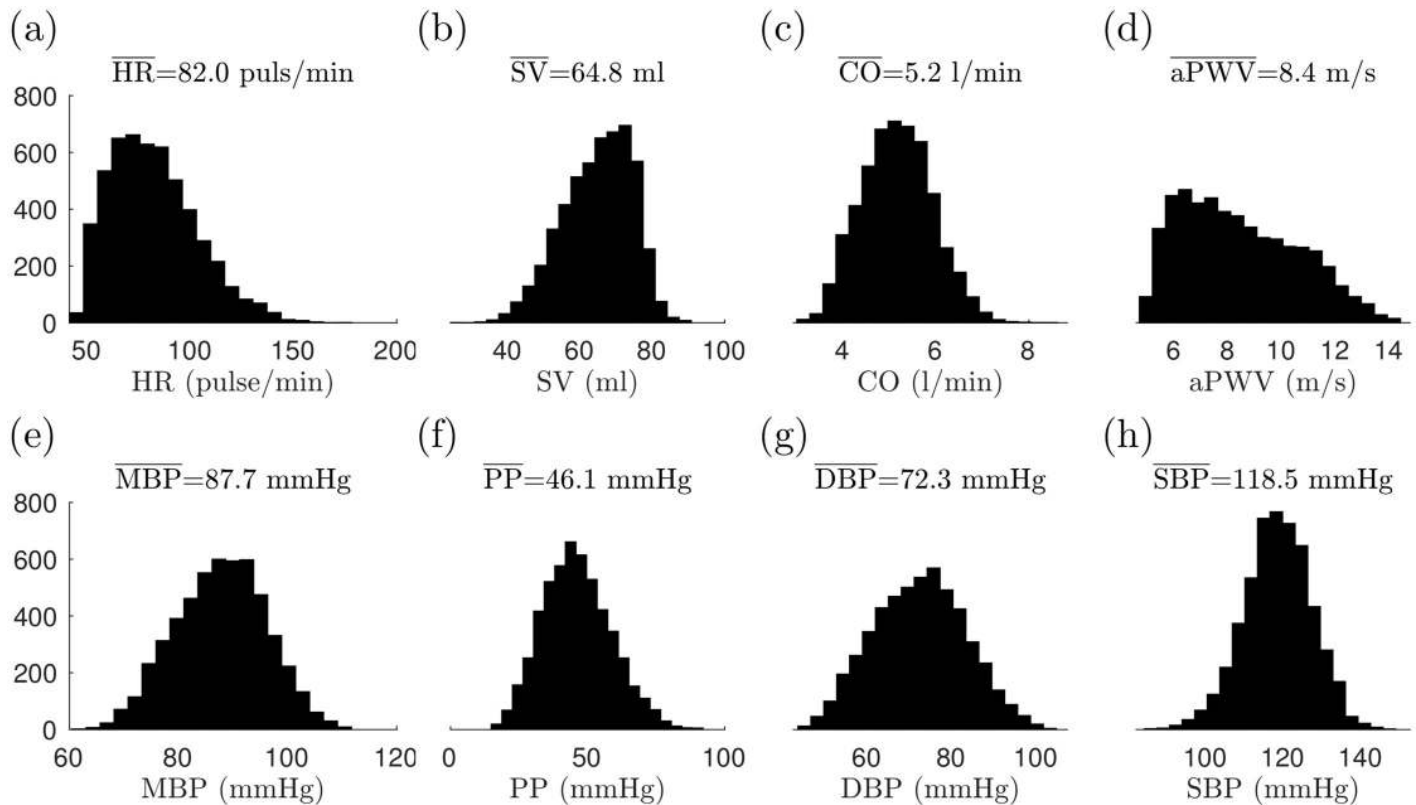 (a) (b) (c) (d)
HR=82.0 puls/min SV=64.8 ml CO=5.2 l/min aPWV=8.4 m/s
800
600
400
200
0
50 100 150 200 40 60 80 100 4 6 8 6 8 10 12 14
HR (pulse/min) SV (ml) CO (l/min) aPWV (m/s)
(e) (f) (g) (h)
MBP=87.7 mmHg PP=46.1 mmHg DBP=72.3 mmHg SBP=118.5 mmHg
800
600
400
200
0
60 80 100 120 0 50 100 60 80 100 100 120 140
MBP (mmHg) PP (mmHg) DBP (mmHg) SBP (mmHg)